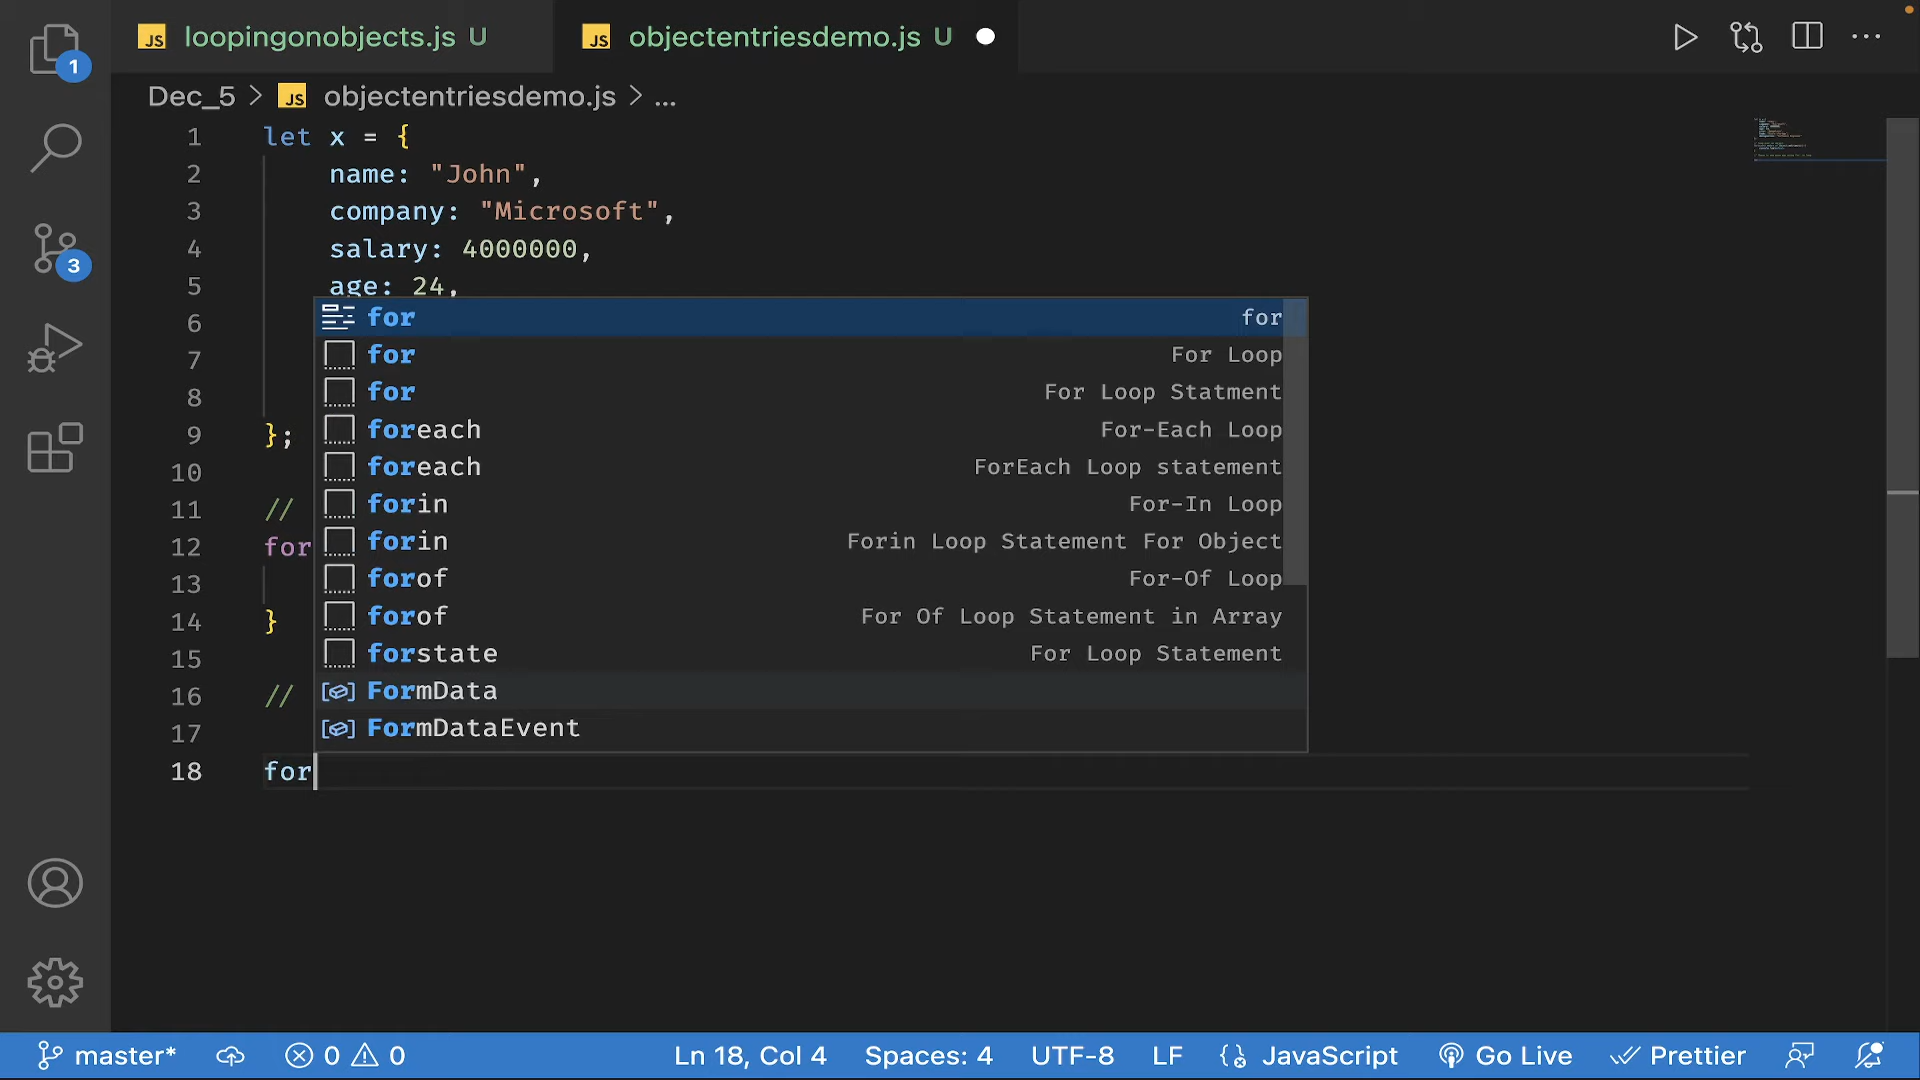 loopingonobjects.js U
objectentriesdemo.js U
Dec_5 > JS objectentriesdemo.js > ...
1 let x = {
2 name: "John",
3 company: "Microsoft",
4 salary: 4000000,
5 age: 24,
6
7
8
9 };
10
11 //
12 for
13
14 }
15
16 //
17
18 for
for for
for For Loop
for For Loop Statment
foreach For-Each Loop
foreach ForEach Loop statement
forin For-In Loop
forin Forin Loop Statement For Object
forof For-Of Loop
forof For Of Loop Statement in Array
forstate For Loop Statement
FormData
FormDataEvent
1
3
master* 0 0 Ln 18, Col 4 Spaces: 4 UTF-8 LF JavaScript Go Live Prettier